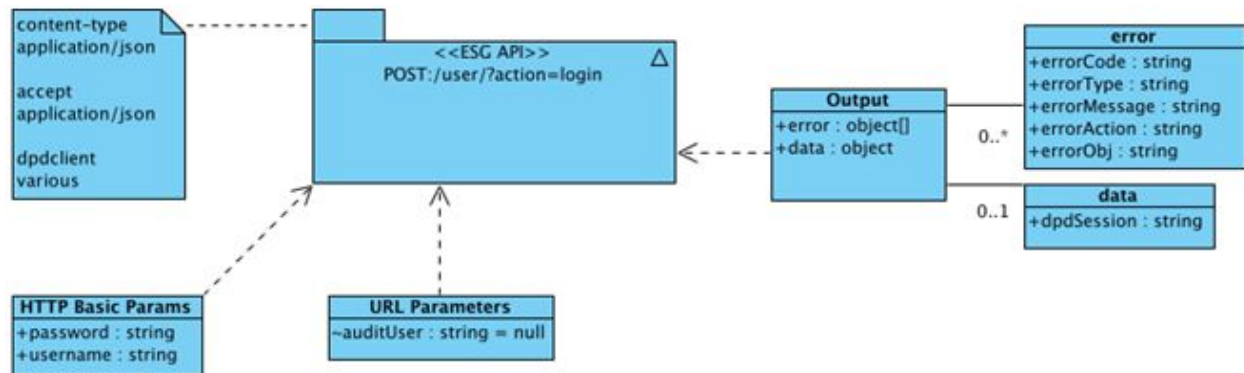 content-type
application/json
accept
application/json
dpdclient
various
<<ESG API>>
POST:/user/?action=login
Output
+error : object[]
+data : object
0..*
0..1
error
+errorCode : string
+errorType : string
+errorMessage : string
+errorAction : string
+errorObj : string
data
+dpdSession : string
HTTP Basic Params
+password : string
+username : string
URL Parameters
~auditUser : string = null